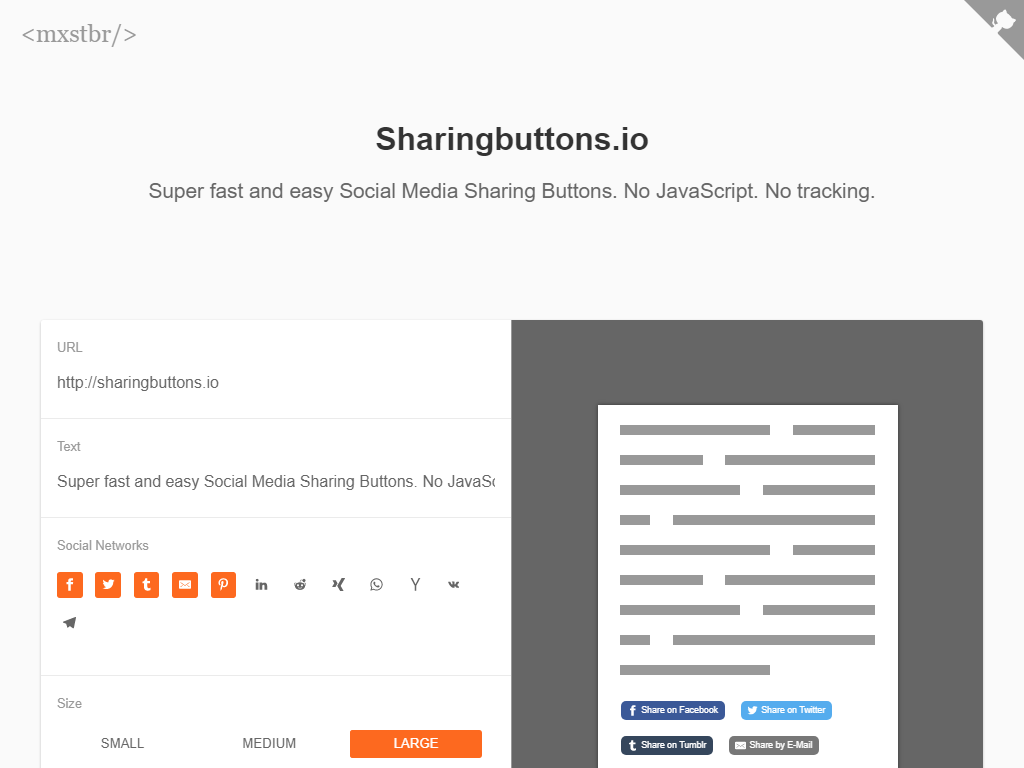 <mxstbr/>
Sharingbuttons.io
Super fast and easy Social Media Sharing Buttons. No JavaScript. No tracking.
URL
http://sharingbuttons.io
Text
Super fast and easy Social Media Sharing Buttons. No JavaSc
Social Networks
Size
SMALL MEDIUM LARGE
Share on Facebook Share on Twitter
Share on Tumblr Share by E-Mail